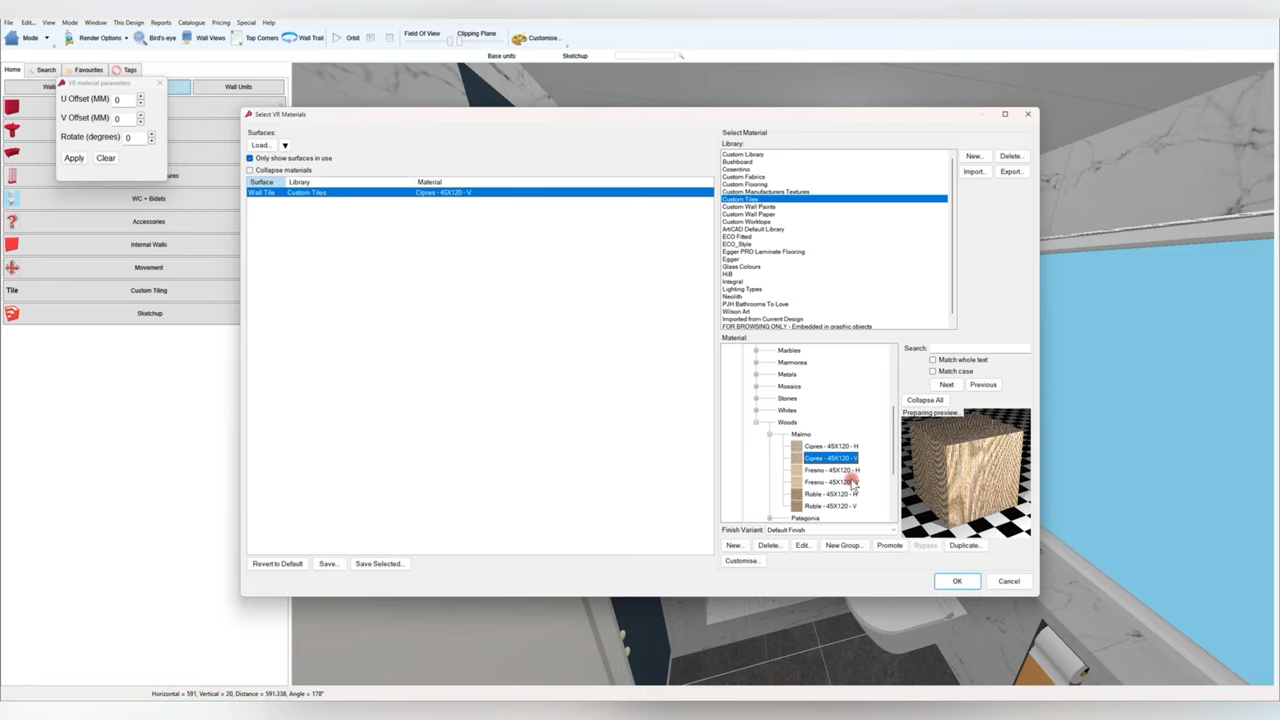 File Edit... View Mode Window This Design Reports Catalogue Pricing Special Help
Mode Render Options Bird's-eye Wall Views Top Corners Wall Trail Orbit Field Of View Clipping Plane Customise...
Base units Sketchup
Home Search Favourites Tags
Wall Units
VR material parameters
U Offset (MM) 0
V Offset (MM) 0
Rotate (degrees) 0
Apply Clear
WC + Bidets
Accessories
Internal Walls
Movement
Tile Custom Tiling
Sketchup
Select VR Materials
Surfaces:
Load...
Only show surfaces in use
Collapse materials
Surface Library Material
Wall Tile Custom Tiles Cipres - 45X120 - V
Revert to Default Save... Save Selected...
Select Material
Library:
Custom Library
Bushboard
Cosentino
Custom Fabrics
Custom Flooring
Custom Manufacturers Textures
Custom Tiles
Custom Wall Paints
Custom Wall Paper
Custom Worktops
ArtiCAD Default Library
ECO Fitted
ECO_Style
Egger PRO Laminate Flooring
Egger
Glass Colours
HiB
Integral
Lighting Types
Neolith
PJH Bathrooms To Love
Wilson Art
Imported from Current Design
FOR BROWSING ONLY - Embedded in graphic objects
New... Delete...
Import... Export...
Material:
Marbles
Marmorea
Metals
Mosaics
Stones
Whites
Woods
Malmo
Cipres - 45X120 - H
Cipres - 45X120 - V
Fresno - 45X120 - H
Fresno - 45X120
Roble - 45X120 - H
Roble - 45X120 - V
Patagonia
Search:
Match whole text
Match case
Next Previous
Collapse All
Preparing preview...
Finish Variant: Default Finish
New... Delete... Edit... New Group... Promote Bypass Duplicate...
Customise...
OK Cancel
Horizontal = 591, Vertical = 20, Distance = 591.338, Angle = 178°